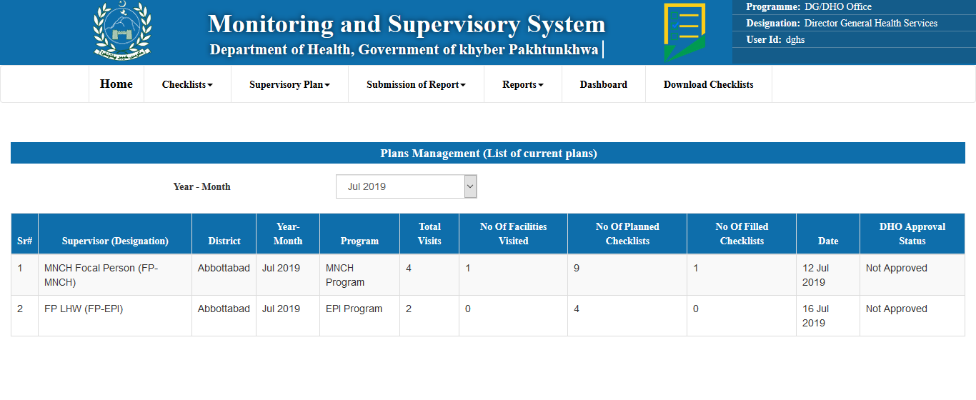 Monitoring and Supervisory System
Department of Health, Government of khyber Pakhtunkhwa
Programme: DG/DHO Office
Designation: Director General Health Services
User Id: dghs
Home Checklists Supervisory Plan Submission of Report Reports Dashboard Download Checklists
Plans Management (List of current plans)
Year - Month Jul 2019
Sr# Supervisor (Designation) District Year-Month Program Total Visits No Of Facilities Visited No Of Planned Checklists No Of Filled Checklists Date DHO Approval Status
1 MNCH Focal Person (FP-MNCH) Abbottabad Jul 2019 MNCH Program 4 1 9 1 12 Jul 2019 Not Approved
2 FP LHW (FP-EPI) Abbottabad Jul 2019 EPI Program 2 0 4 0 16 Jul 2019 Not Approved